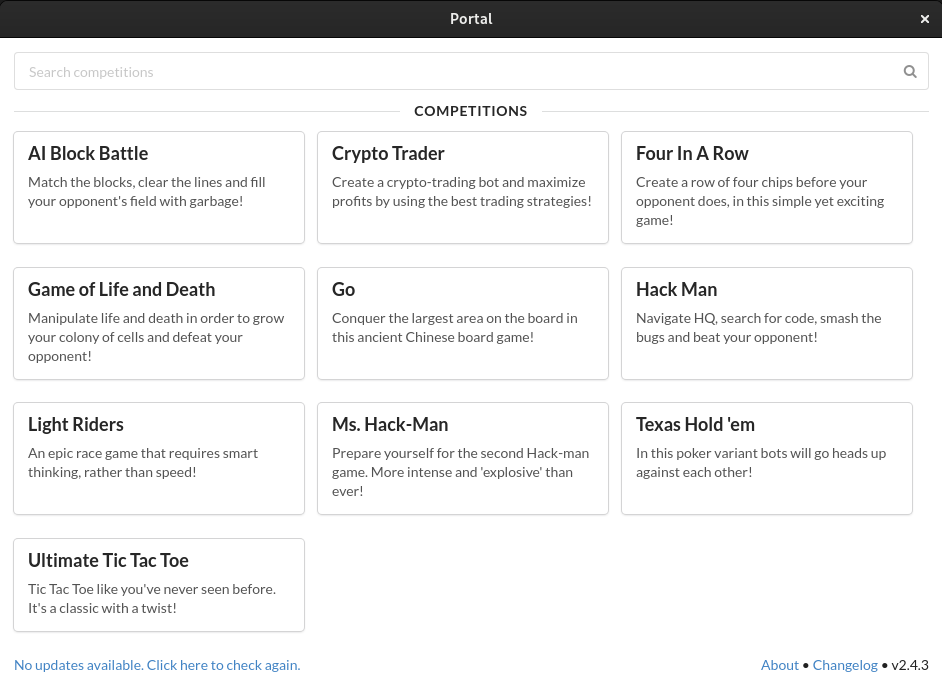 Portal
Search competitions
COMPETITIONS
AI Block Battle
Match the blocks, clear the lines and fill
your opponent's field with garbage!
Crypto Trader
Create a crypto-trading bot and maximize
profits by using the best trading strategies!
Four In A Row
Create a row of four chips before your
opponent does, in this simple yet exciting
game!
Game of Life and Death
Manipulate life and death in order to grow
your colony of cells and defeat your
opponent!
Go
Conquer the largest area on the board in
this ancient Chinese board game!
Hack Man
Navigate HQ, search for code, smash the
bugs and beat your opponent!
Light Riders
An epic race game that requires smart
thinking, rather than speed!
Ms. Hack-Man
Prepare yourself for the second Hack-man
game. More intense and 'explosive' than
ever!
Texas Hold 'em
In this poker variant bots will go heads up
against each other!
Ultimate Tic Tac Toe
Tic Tac Toe like you've never seen before.
It's a classic with a twist!
No updates available. Click here to check again.
About • Changelog • v2.4.3